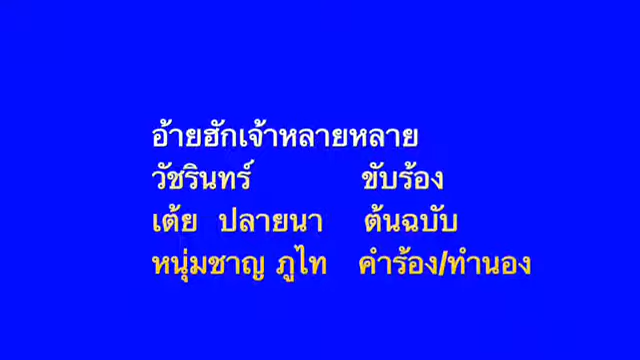 อ้ายฮักเจ้าหลายหลาย
วัชรินทร์ ขับร้อง
เต้ย ปลายนา ต้นฉบับ
หนุ่มชาญ ภูไท คำร้อง/ทำนอง